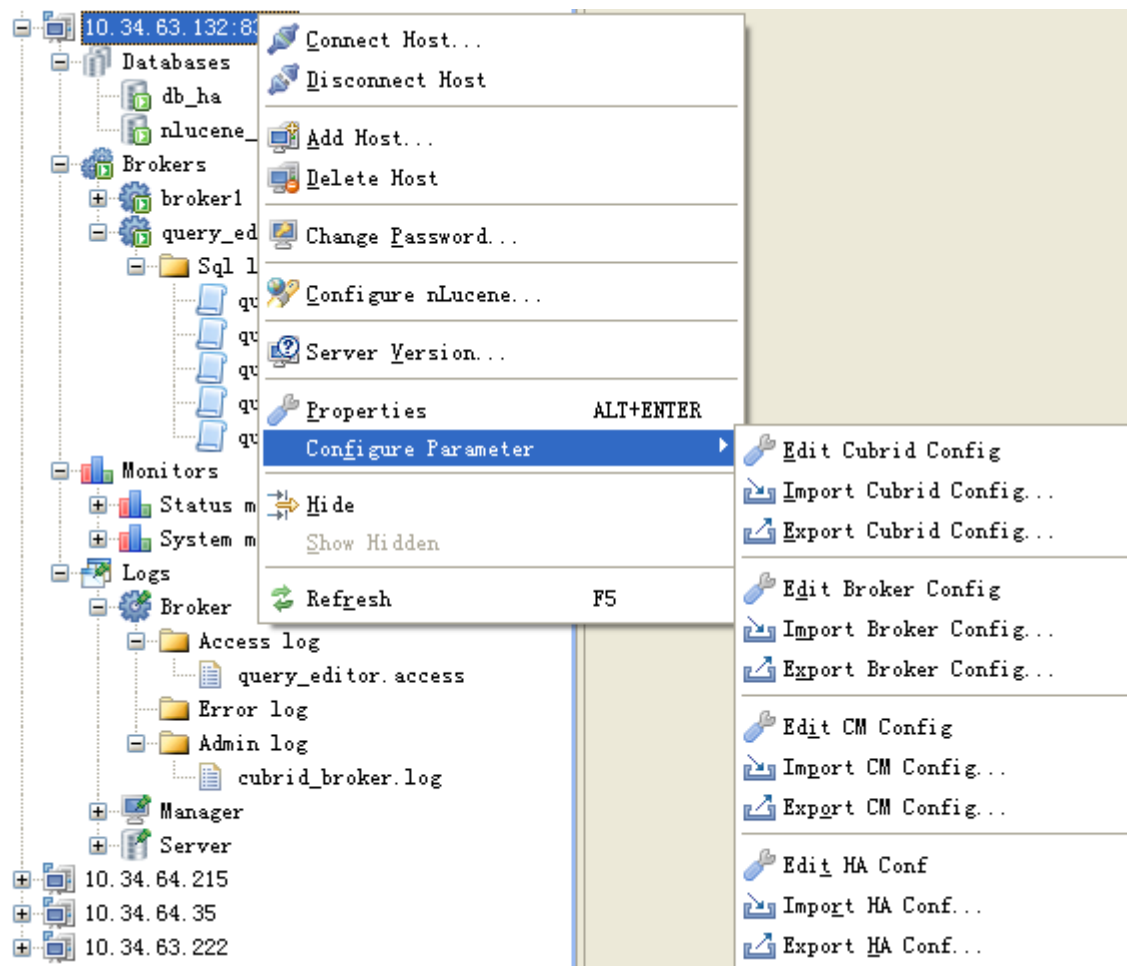 10.34.63.132:83
Databases
db_ha
nlucene_
Brokers
broker1
query_ed
Sql l
qu
qu
qu
qu
qu
Monitors
Status m
System m
Logs
Broker
Access log
query_editor.access
Error log
Admin log
cubrid_broker.log
Manager
Server
10.34.64.215
10.34.64.35
10.34.63.222
Connect Host...
Disconnect Host
Add Host...
Delete Host
Change Password...
Configure nLucene...
Server Version...
Properties ALT+ENTER
Configure Parameter
Hide
Show Hidden
Refresh F5
Edit Cubrid Config
Import Cubrid Config...
Export Cubrid Config...
Edit Broker Config
Import Broker Config...
Export Broker Config...
Edit CM Config
Import CM Config...
Export CM Config...
Edit HA Conf
Import HA Conf...
Export HA Conf...